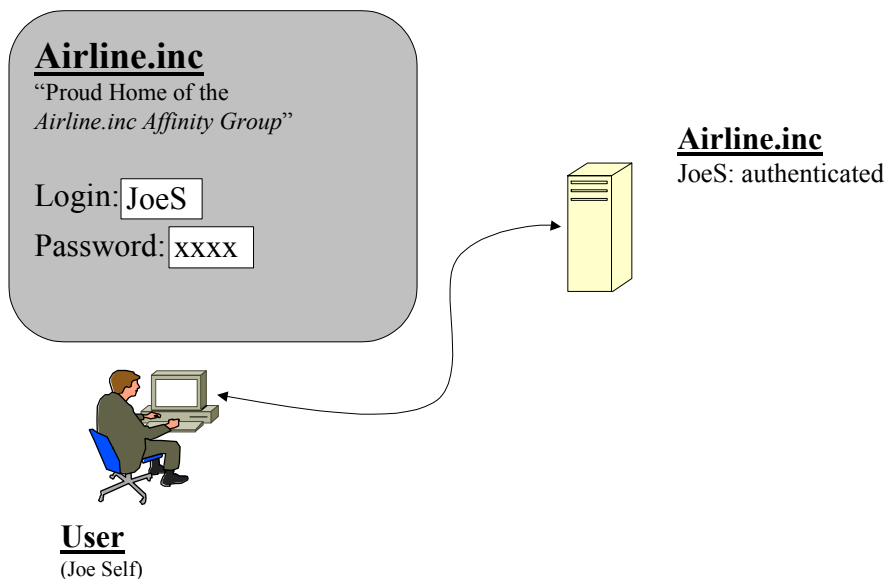 Airline.inc
“Proud Home of the
Airline.inc Affinity Group”
Login: JoeS
Password: xxxx
Airline.inc
JoeS: authenticated
User
(Joe Self)